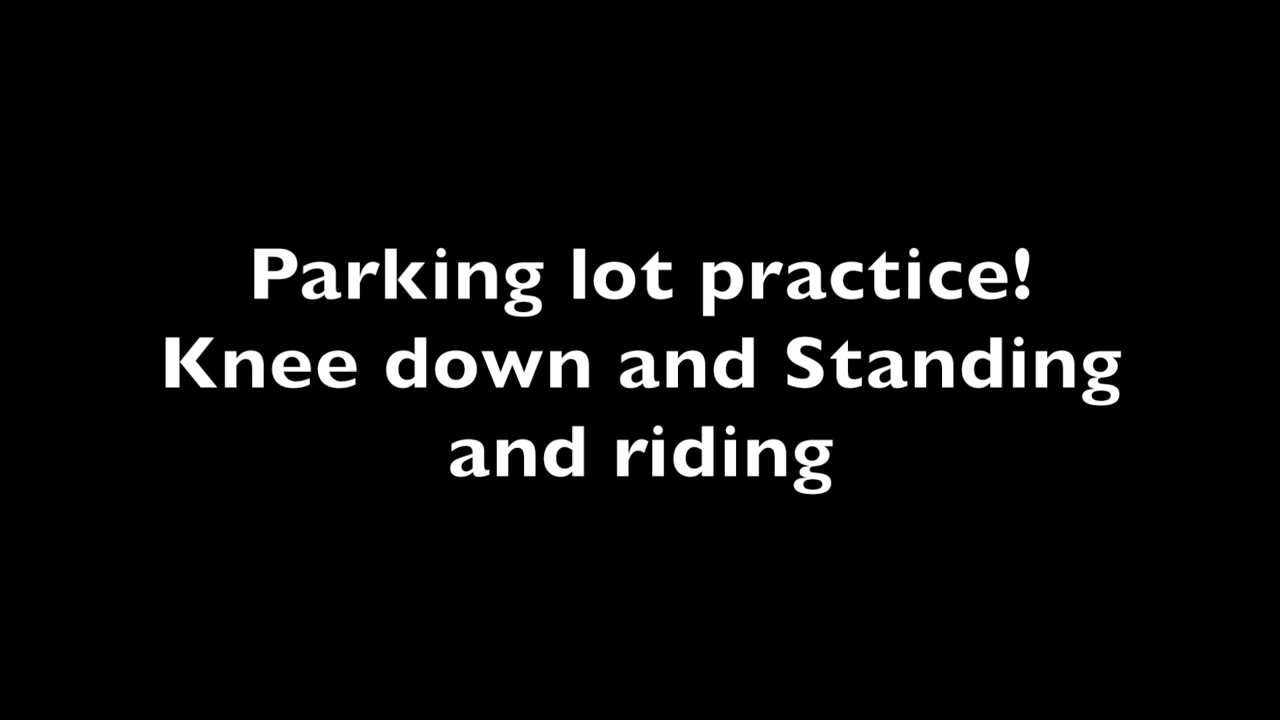 Parking lot practice!
Knee down and Standing
and riding